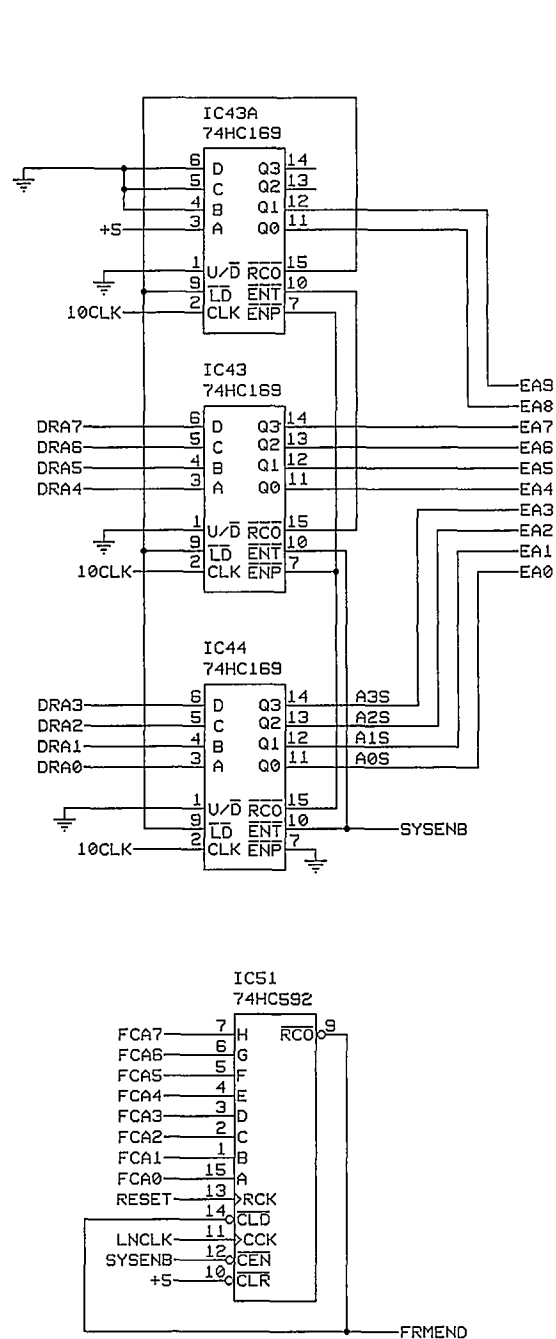 IC43A
74HC169
6 D Q3 14
5 C Q2 13
4 B Q1 12
+5 3 A Q0 11
1 U/D RCO 15
9 LD ENT 10
10CLK 2 CLK ENP 7
IC43
74HC169
EA9
EA8
DRA7 6 D Q3 14 EA7
DRA6 5 C Q2 13 EA6
DRA5 4 B Q1 12 EA5
DRA4 3 A Q0 11 EA4
EA3
1 U/D RCO 15 EA2
9 LD ENT 10 EA1
10CLK 2 CLK ENP 7 EA0
IC44
74HC169
DRA3 6 D Q3 14 A3S
DRA2 5 C Q2 13 A2S
DRA1 4 B Q1 12 A1S
DRA0 3 A Q0 11 A0S
1 U/D RCO 15
9 LD ENT 10 SYSENB
10CLK 2 CLK ENP 7
IC51
74HC592
FCA7 7 H RCO 9
FCA6 6 G
FCA5 5 F
FCA4 4 E
FCA3 3 D
FCA2 2 C
FCA1 1 B
FCA0 15 A
RESET 13 RCK
14 CLD
LNCLK 11 CCK
SYSENB 12 CEN
+5 10 CLR
FRMEND